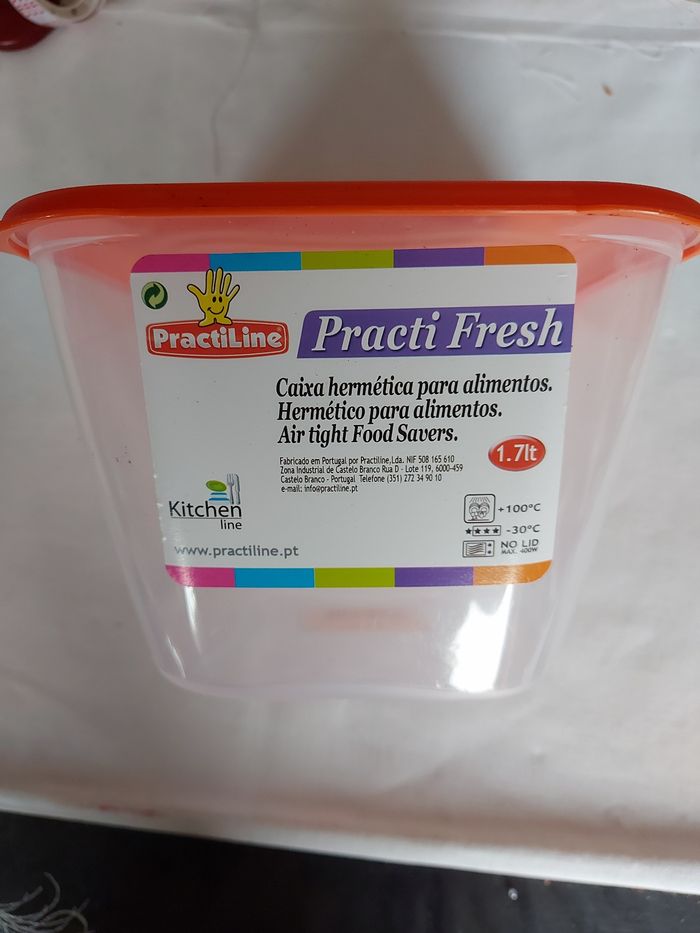 PractiLine®
Practi Fresh
Caixa hermética para alimentos.
Hermético para alimentos.
Air tight Food Savers.
1.7lt
Fabricado em Portugal por Practiline,Lda. NIF 508 165 610
Zona Industrial de Castelo Branco Rua D - Lote 119, 6000-459
Castelo Branco - Portugal Telefone (351) 272 34 90 10
e-mail: info@practiline.pt
Kitchen
line
www.practiline.pt
+100°C
-30°C
NO LID
MAX. 400W